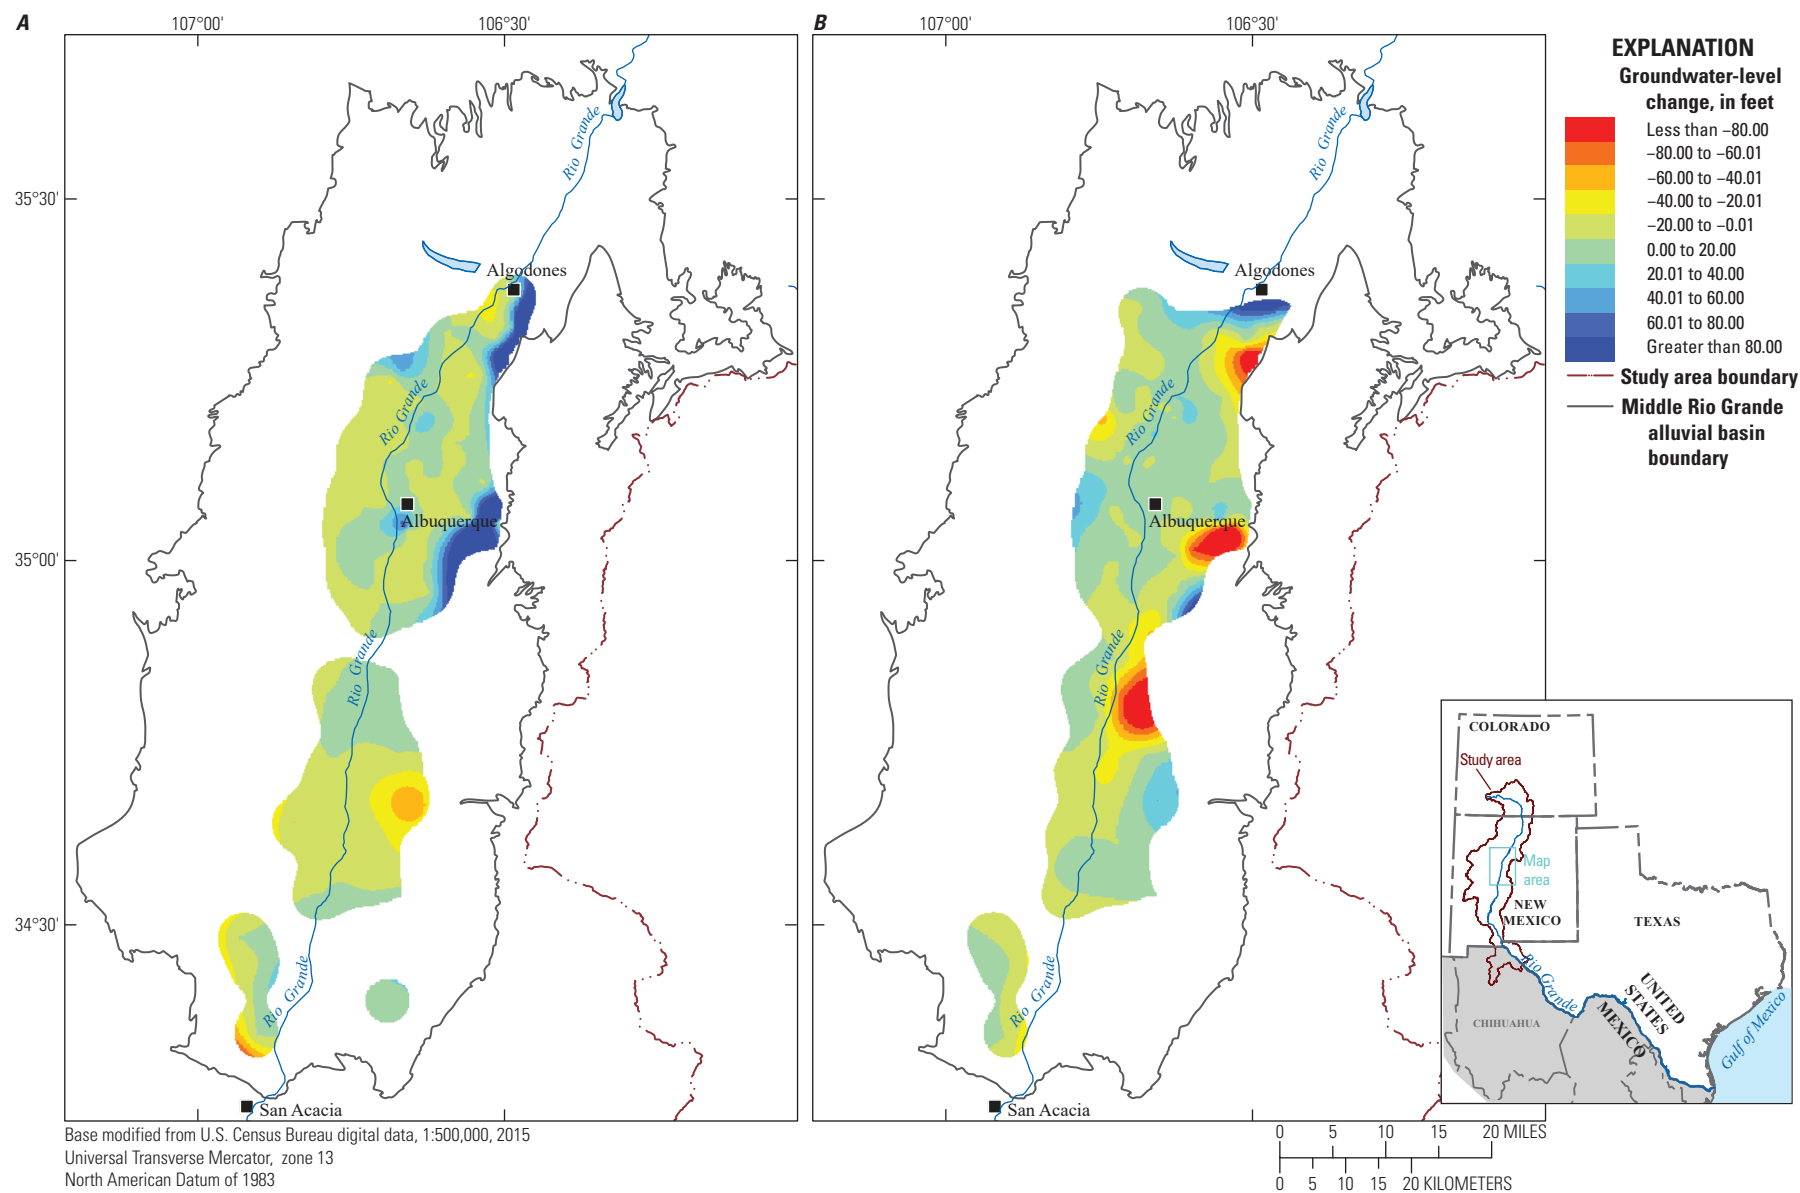 A
107°00'
106°30'
B
107°00'
106°30'
35°30'
35°00'
34°30'
Rio Grande
Algodones
Rio Grande
Albuquerque
Rio Grande
Rio Grande
San Acacia
Rio Grande
Algodones
Rio Grande
Albuquerque
Rio Grande
Rio Grande
San Acacia
EXPLANATION
Groundwater-level
change, in feet
Less than −80.00
−80.00 to −60.01
−60.00 to −40.01
−40.00 to −20.01
−20.00 to −0.01
0.00 to 20.00
20.01 to 40.00
40.01 to 60.00
60.01 to 80.00
Greater than 80.00
Study area boundary
Middle Rio Grande
alluvial basin
boundary
COLORADO
Study area
Map
area
NEW
MEXICO
TEXAS
Rio Grande
UNITED
STATES
MEXICO
CHIHUAHUA
Gulf of Mexico
Base modified from U.S. Census Bureau digital data, 1:500,000, 2015
Universal Transverse Mercator, zone 13
North American Datum of 1983
0 5 10 15 20 MILES
0 5 10 15 20 KILOMETERS